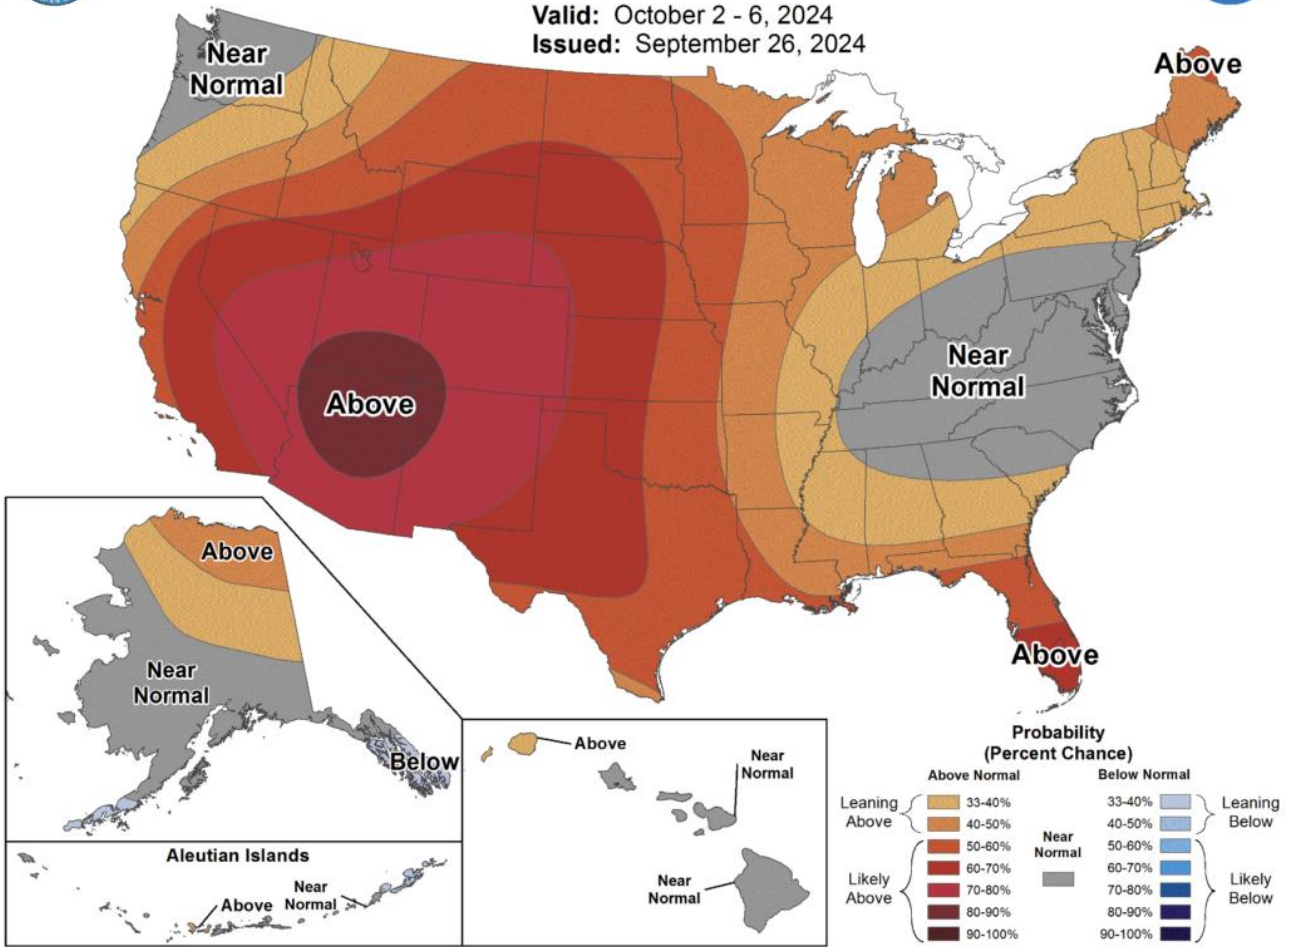 Valid: October 2 - 6, 2024
Issued: September 26, 2024
Near
Normal
Above
Near
Normal
Above
Above
Above
Near
Normal
Below
Aleutian Islands
Above
Near
Normal
Above
Near
Normal
Near
Normal
Probability
(Percent Chance)
Above Normal
Below Normal
Leaning
Above
33-40%
40-50%
Likely
Above
50-60%
60-70%
70-80%
80-90%
90-100%
Near
Normal
33-40%
40-50%
50-60%
60-70%
70-80%
80-90%
90-100%
Leaning
Below
Likely
Below